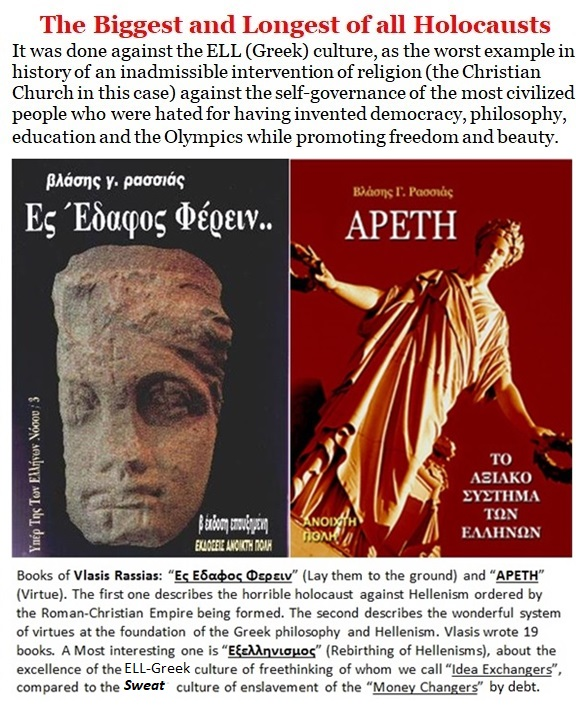 The Biggest and Longest of all Holocausts
It was done against the ELL (Greek) culture, as the worst example in
history of an inadmissible intervention of religion (the Christian
Church in this case) against the self-governance of the most civilized
people who were hated for having invented democracy, philosophy,
education and the Olympics while promoting freedom and beauty.
βλάσης γ. ρασσιάς
Ες Έδαφος Φέρειν..
Υπέρ Της Των Ελλήνων Νόσου / 3
β έκδοση επαυξημένη
ΕΚΔΟΣΕΙΣ ΑΝΟΙΚΤΗ ΠΟΛΗ
Βλάσης Γ. Ρασσιάς
ΑΡΕΤΗ
ΤΟ
ΑΞΙΑΚΟ
ΣΥΣΤΗΜΑ
ΤΩΝ
ΕΛΛΗΝΩΝ
ΑΝΟΙΧΤΗ
ΠΟΛΗ
Books of Vlasis Rassias: “Ες Εδαφος Φερειν” (Lay them to the ground) and “ΑΡΕΤΗ”
(Virtue). The first one describes the horrible holocaust against Hellenism ordered by
the Roman-Christian Empire being formed. The second describes the wonderful system
of virtues at the foundation of the Greek philosophy and Hellenism. Vlasis wrote 19
books. A Most interesting one is “Εξελληνισμος” (Rebirthing of Hellenisms), about the
excellence of the ELL-Greek culture of freethinking of whom we call “Idea Exchangers”,
compared to the Sweat culture of enslavement of the “Money Changers” by debt.